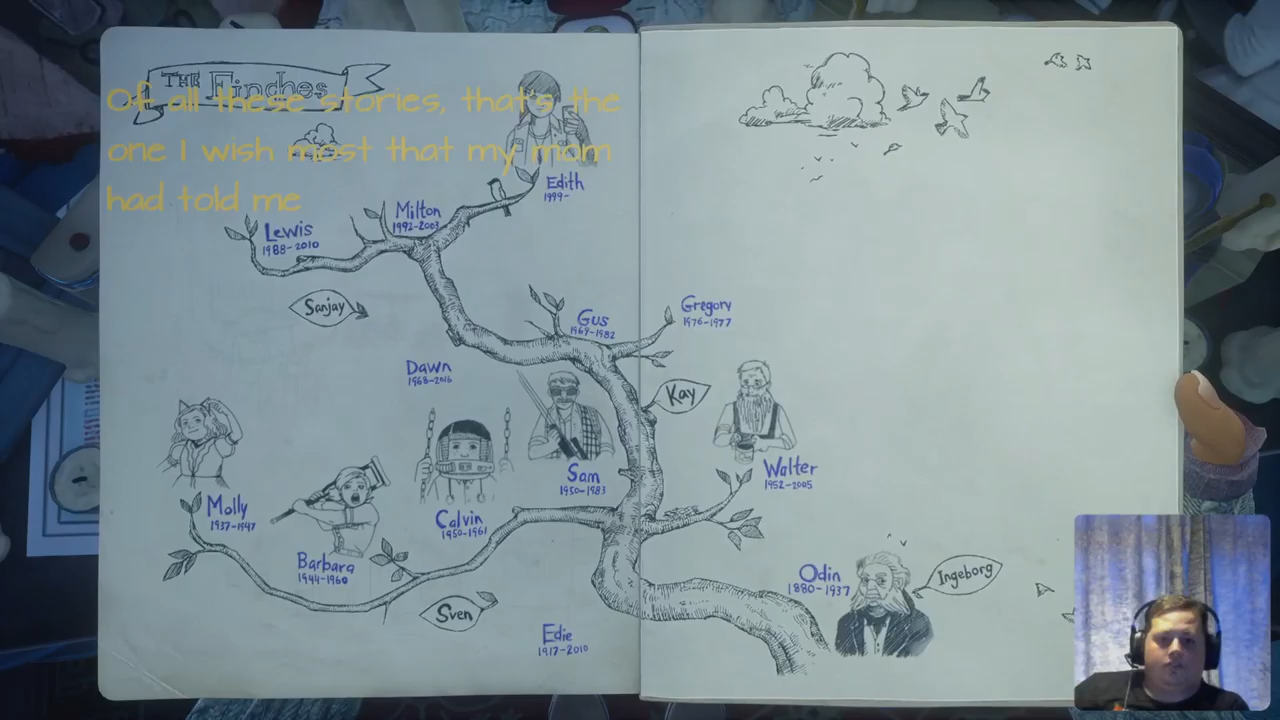 THE Finches
Of all these stories, that's the
one I wish most that my mom
had told me
Edith
1999-
Milton
1992-2003
Lewis
1988-2010
Sanjay
Gus
1969-1982
Gregory
1976-1977
Dawn
1968-2016
Kay
Sam
1950-1983
Walter
1952-2005
Molly
1937-1947
Calvin
1950-1961
Barbara
1944-1960
Odin
1880-1937
Ingeborg
Sven
Edie
1917-2010